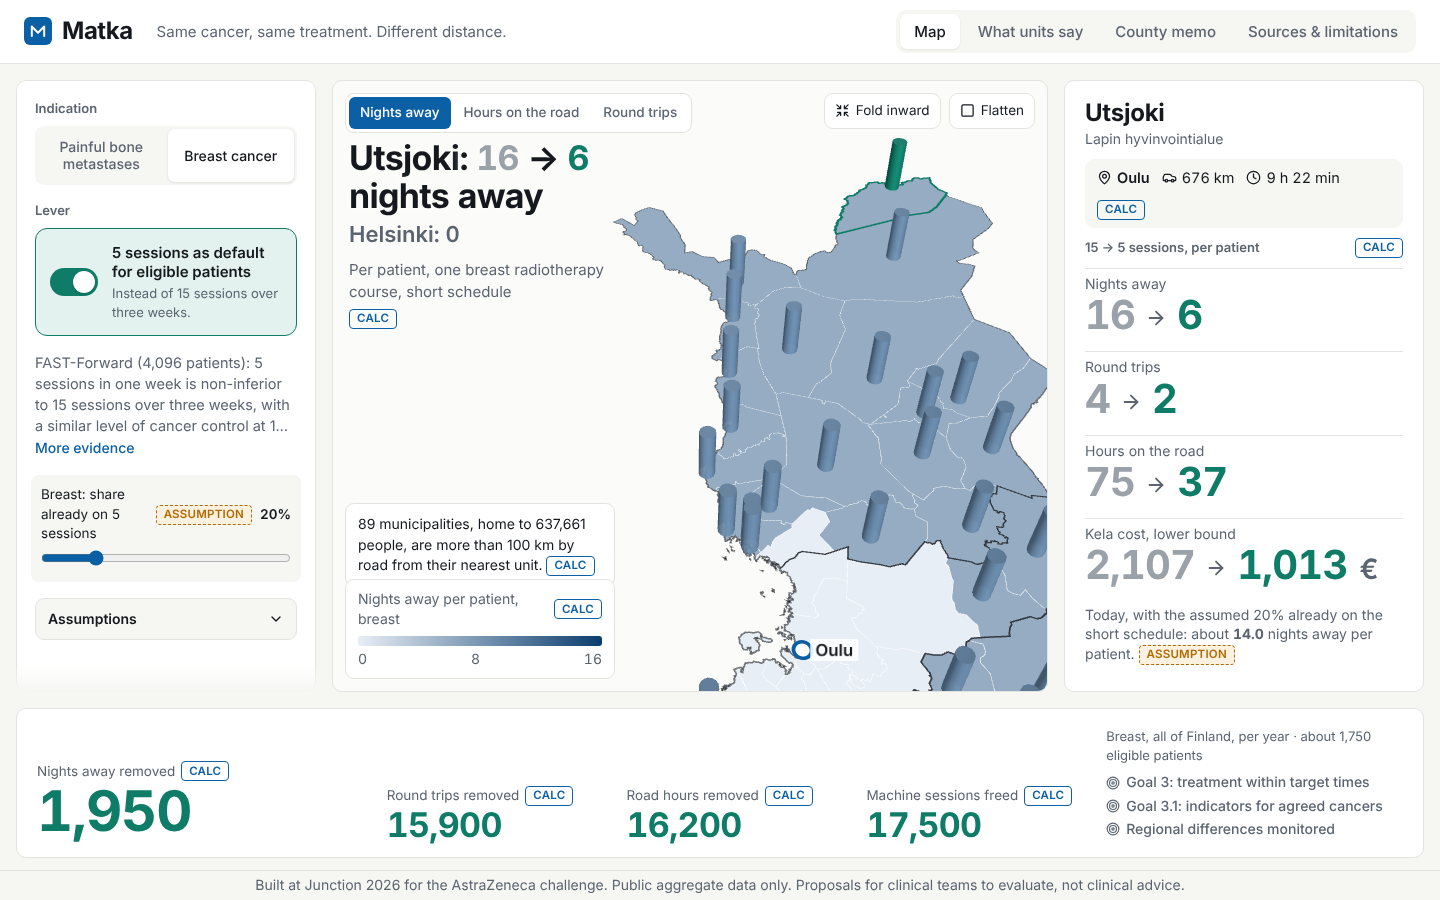 Matka
Same cancer, same treatment. Different distance.
Map
What units say
County memo
Sources & limitations
Indication
Painful bone
metastases
Breast cancer
Lever
5 sessions as default
for eligible patients
Instead of 15 sessions over
three weeks.
FAST-Forward (4,096 patients): 5
sessions in one week is non-inferior
to 15 sessions over three weeks, with
a similar level of cancer control at 1...
More evidence
Breast: share
already on 5
sessions
ASSUMPTION
20%
Assumptions
Nights away
Hours on the road
Round trips
Fold inward
Flatten
Utsjoki: 16 → 6
nights away
Helsinki: 0
Per patient, one breast radiotherapy
course, short schedule
CALC
89 municipalities, home to 637,661
people, are more than 100 km by
road from their nearest unit. CALC
Nights away per patient,
breast
CALC
0 8 16
Oulu
Utsjoki
Lapin hyvinvointialue
Oulu 676 km 9 h 22 min
CALC
15 → 5 sessions, per patient CALC
Nights away
16 → 6
Round trips
4 → 2
Hours on the road
75 → 37
Kela cost, lower bound
2,107 → 1,013 €
Today, with the assumed 20% already on the
short schedule: about 14.0 nights away per
patient. ASSUMPTION
Nights away removed CALC
1,950
Round trips removed CALC
15,900
Road hours removed CALC
16,200
Machine sessions freed CALC
17,500
Breast, all of Finland, per year · about 1,750
eligible patients
Goal 3: treatment within target times
Goal 3.1: indicators for agreed cancers
Regional differences monitored
Built at Junction 2026 for the AstraZeneca challenge. Public aggregate data only. Proposals for clinical teams to evaluate, not clinical advice.